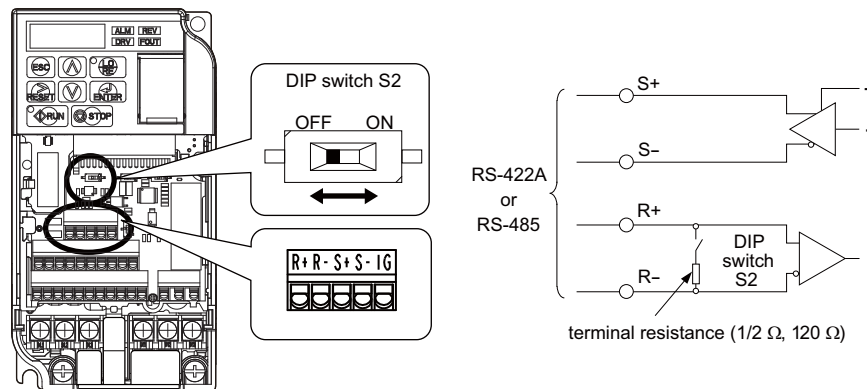 ALM REV
DRV FOUT
ESC
LO
RE
RESET
ENTER
RUN
STOP
DIP switch S2
OFF ON
R+ R- S+ S- IG
RS-422A
or
RS-485
S+
S−
R+
R−
DIP
switch
S2
terminal resistance (1/2 Ω, 120 Ω)